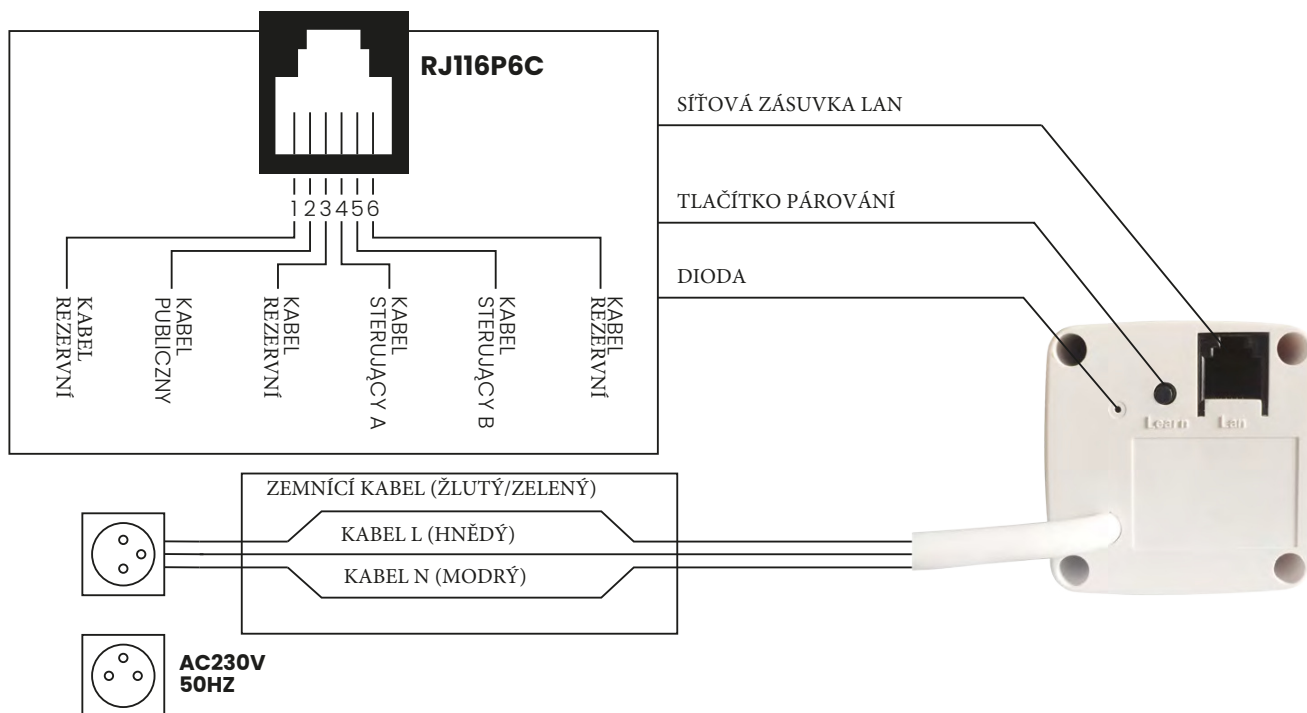 RJ116P6C
1 2 3 4 5 6
KABEL
REZERVNÍ
KABEL
PUBLICZNY
KABEL
REZERVNÍ
KABEL
STERUJĄCY A
KABEL
STERUJĄCY B
KABEL
REZERVNÍ
SÍŤOVÁ ZÁSUVKA LAN
TLAČÍTKO PÁROVÁNÍ
DIODA
Learn
Lan
ZEMNÍCÍ KABEL (ŽLUTÝ/ZELENÝ)
KABEL L (HNĚDÝ)
KABEL N (MODRÝ)
AC230V
50HZ